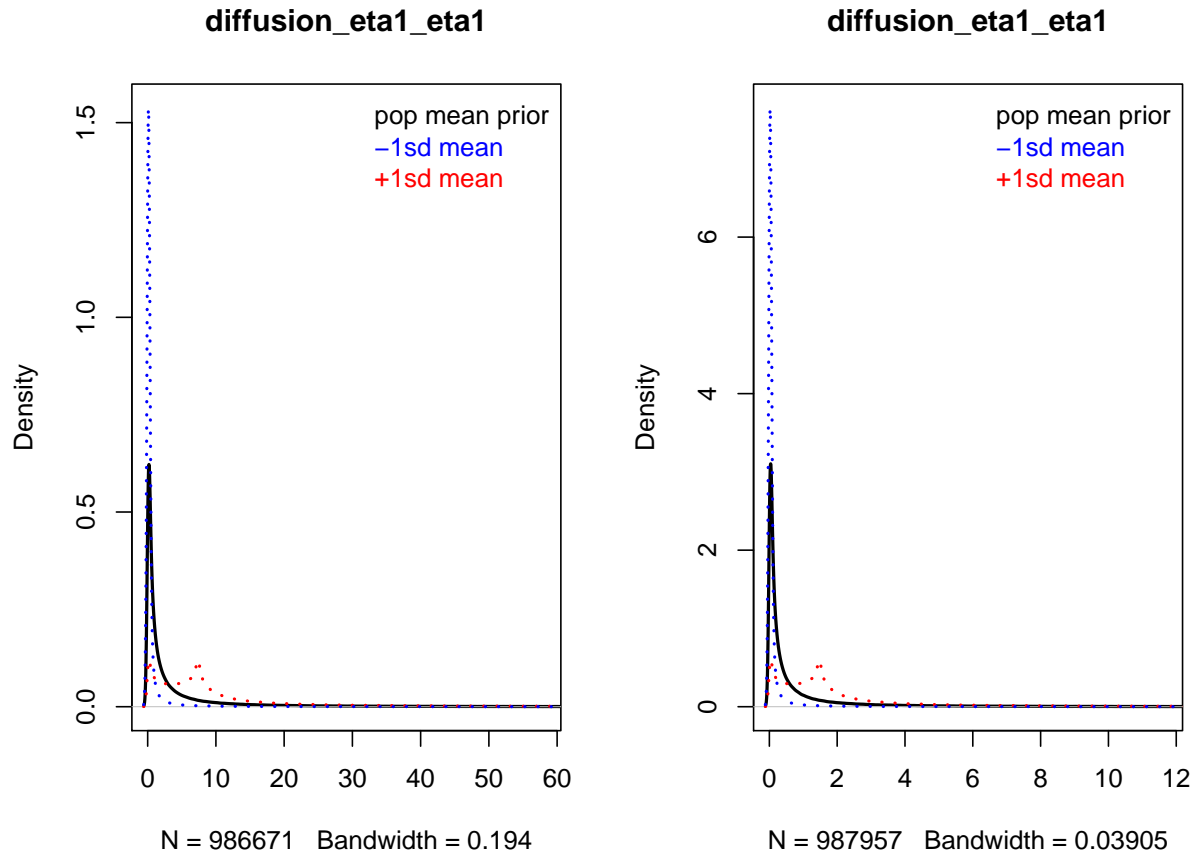 diffusion_eta1_eta1
pop mean prior
−1sd mean
+1sd mean
Density
0.0
0.5
1.0
1.5
0 10 20 30 40 50 60
N = 986671 Bandwidth = 0.194
diffusion_eta1_eta1
pop mean prior
−1sd mean
+1sd mean
Density
0
2
4
6
0 2 4 6 8 10 12
N = 987957 Bandwidth = 0.03905